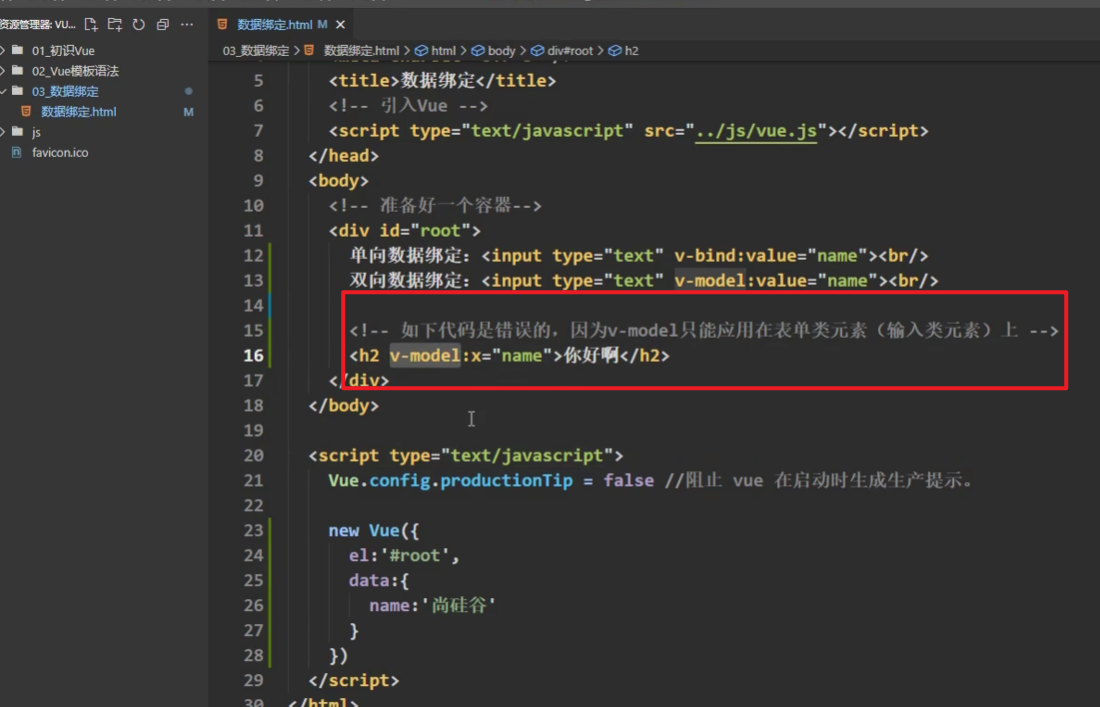 资源管理器: VU...
数据绑定.html M
01_初识Vue
02_Vue模板语法
03_数据绑定
数据绑定.html M
js
favicon.ico
03_数据绑定 > 数据绑定.html > html > body > div#root > h2
5 <title>数据绑定</title>
6 <!-- 引入Vue -->
7 <script type="text/javascript" src="../js/vue.js"></script>
8 </head>
9 <body>
10 <!-- 准备好一个容器-->
11 <div id="root">
12 单向数据绑定：<input type="text" v-bind:value="name"><br/>
13 双向数据绑定：<input type="text" v-model:value="name"><br/>
14
15 <!-- 如下代码是错误的，因为v-model只能应用在表单类元素（输入类元素）上 -->
16 <h2 v-model:x="name">你好啊</h2>
17 </div>
18 </body>
19
20 <script type="text/javascript">
21 Vue.config.productionTip = false //阻止 vue 在启动时生成生产提示。
22
23 new Vue({
24 el:'#root',
25 data:{
26 name:'尚硅谷'
27 }
28 })
29 </script>
30 </html>